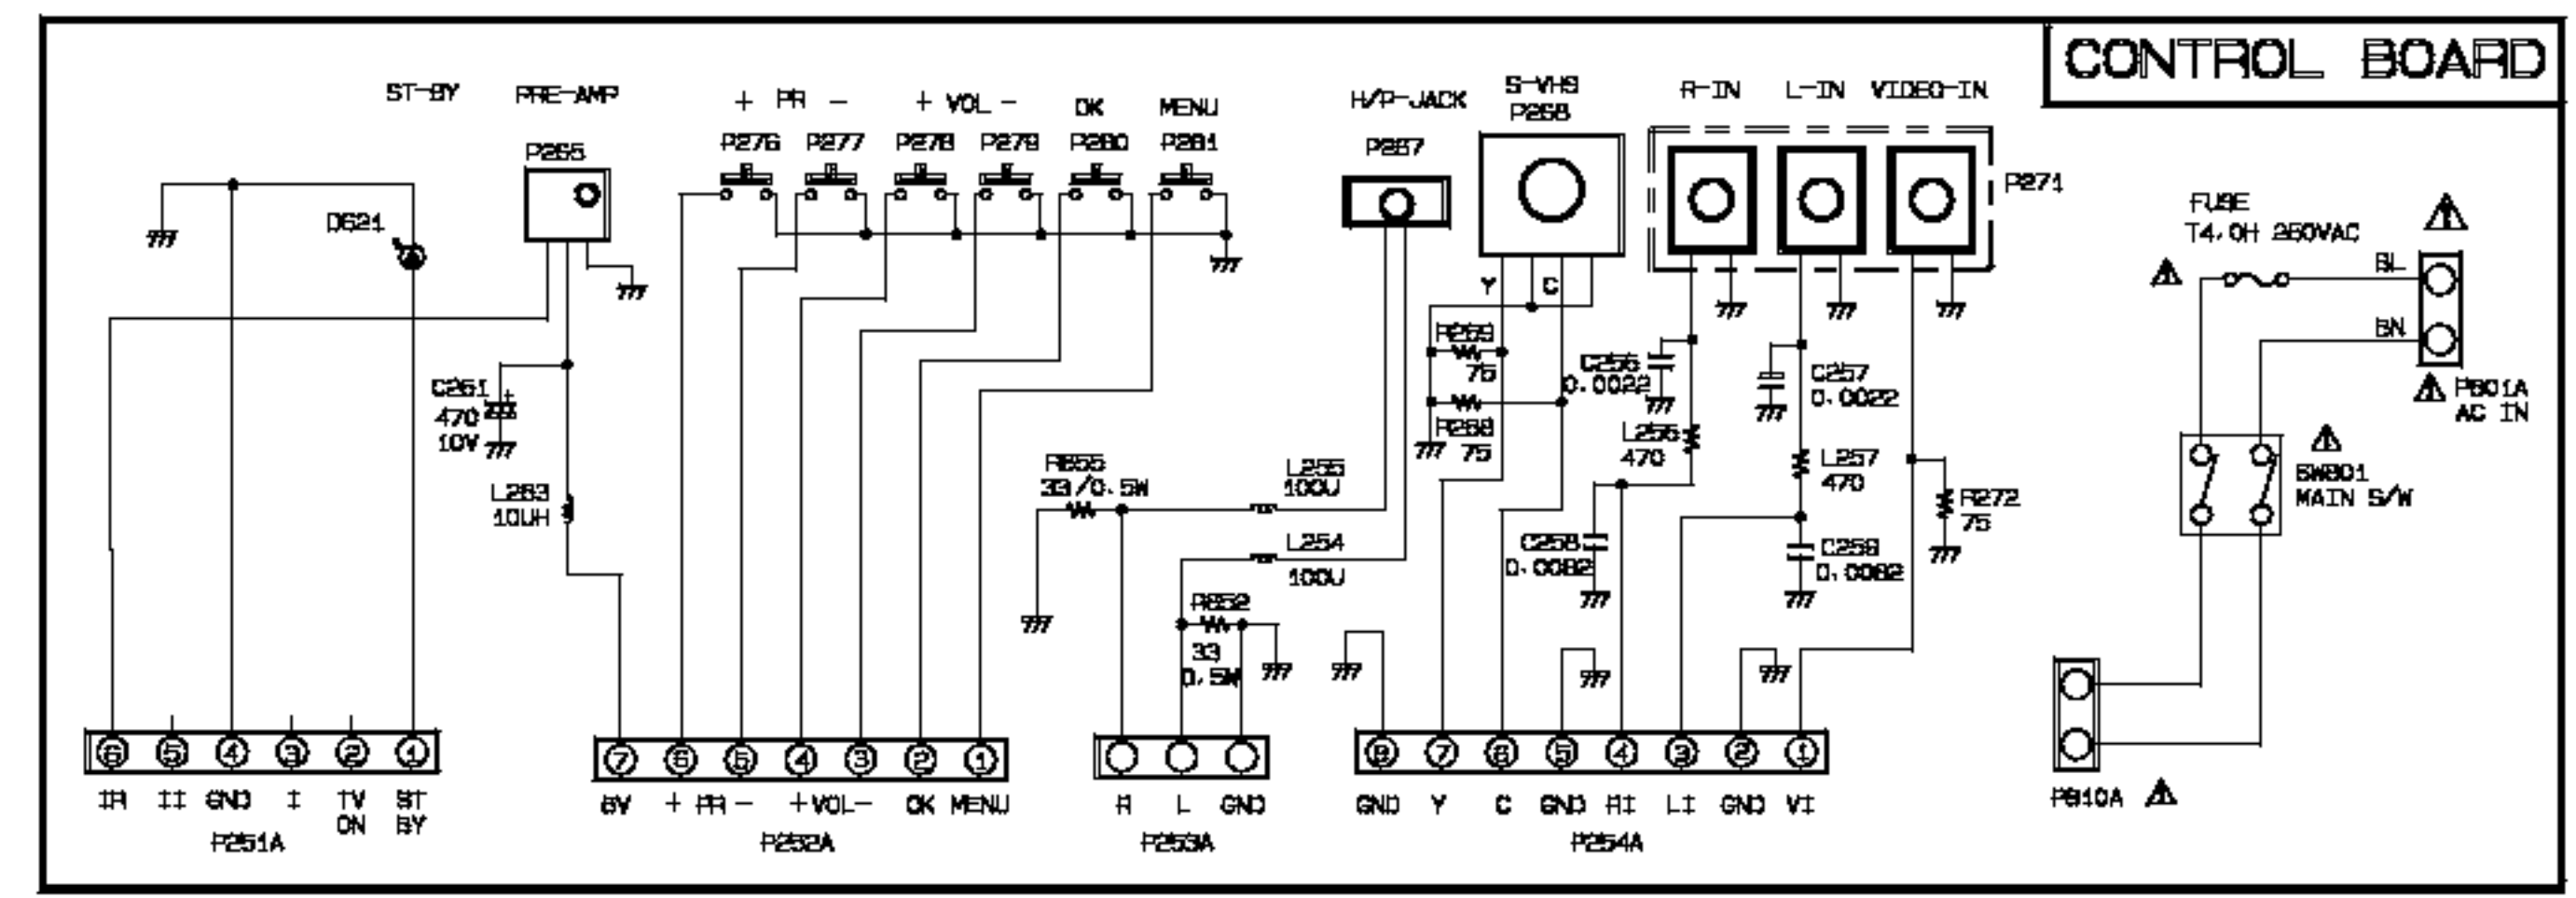 CONTROL BOARD
ST-BY
PRE-AMP
+ PR -
+ VOL -
OK
MENU
H/P-JACK
S-VHS
P268
R-IN
L-IN
VIDEO-IN
P276
P277
P278
P279
P280
P281
P267
P271
D621
FUSE
T4.0H 250VAC
BL
BN
Y
C
R269
75
C256
0.0022
C257
0.0022
P801A
AC IN
C261
470
10V
+
R268
75
L256
470
L257
470
SW801
MAIN S/W
R655
33/0.5W
L255
100U
L263
10UH
R272
75
L254
100U
C258
0.0082
C259
0.0082
R652
33
0.5W
6
5
4
3
2
1
7
6
5
4
3
2
1
8
7
6
5
4
3
2
1
IR
II
GND
I
TV
ON
ST
BY
P251A
+ PR -
+VOL-
OK
MENU
P252A
R
L
GND
P253A
GND
Y
C
GND
RI
LI
GND
VI
P254A
P810A